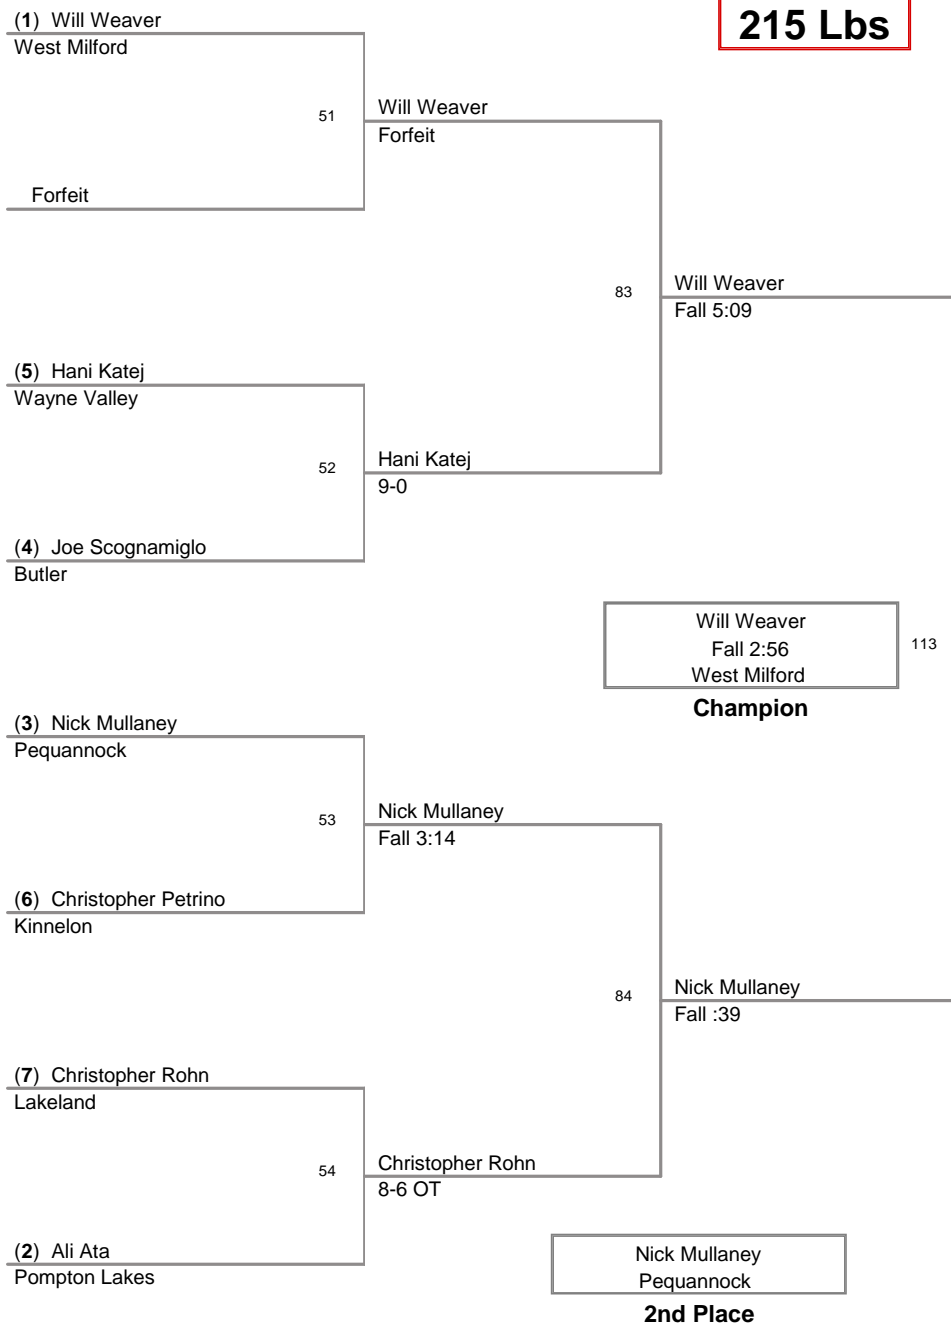 215 Lbs
(1) Will Weaver
West Milford
51
Will Weaver
Forfeit
Forfeit
83
Will Weaver
Fall 5:09
(5) Hani Katej
Wayne Valley
52
Hani Katej
9-0
(4) Joe Scognamiglo
Butler
Will Weaver
Fall 2:56
West Milford
113
Champion
(3) Nick Mullaney
Pequannock
53
Nick Mullaney
Fall 3:14
(6) Christopher Petrino
Kinnelon
84
Nick Mullaney
Fall :39
(7) Christopher Rohn
Lakeland
54
Christopher Rohn
8-6 OT
(2) Ali Ata
Pompton Lakes
Nick Mullaney
Pequannock
2nd Place